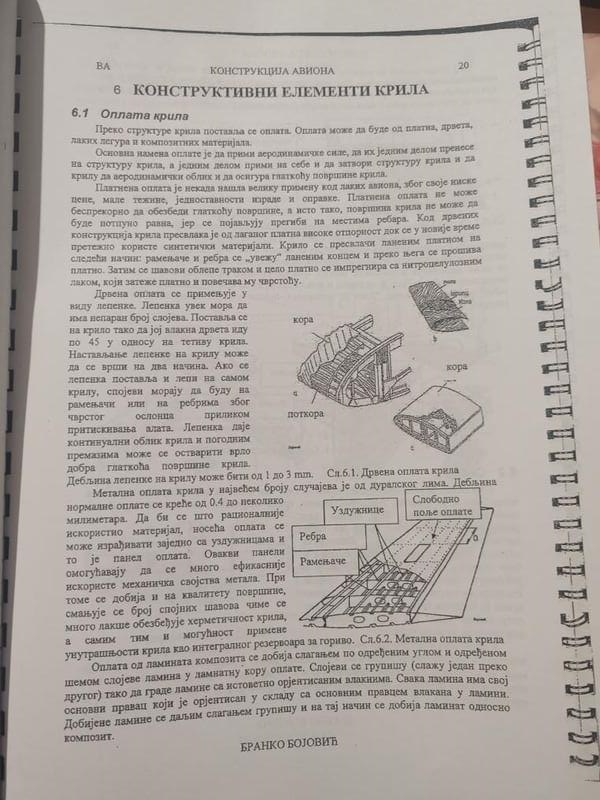 ВА КОНСТРУКЦИЈА АВИОНА 20
6 КОНСТРУКТИВНИ ЕЛЕМЕНТИ КРИЛА
6.1 Оплата крила
Преко структуре крила поставља се оплата. Оплата може да буде од платна, дрвета,
лаких легура и композитних материјала.
Основна намена оплате је да прими аеродинамичке силе, да их једним делом пренесе
на структуру крила, а једним делом прими на себе и да затвори структуру крила и да
крилу да аеродинамички облик и да осигура глаткоћу површине крила.
Платнена оплата је некада нашла велику примену код лаких авиона, због своје ниске
цене, мале тежине, једноставности израде и оправке. Платнена оплата не може
беспрекорно да обезбеди глаткоћу површине, а исто тако, површина крила не може да
буде потпуно равна, јер се појављују прегиби на местима ребара. Код дрвених
конструкција крила пресвлака је од лаганог платна високе отпорност док се у новије време
претежно користе синтетички материјали. Крило се пресвлачи ланеним платном на
следећи начин: рамењаче и ребра се „увежу“ ланеним концем и преко њега се прошива
платно. Затим се шавови облепе траком и цело платно се импрегнира са нитроцелулозним
лаком, који затеже платно и повећава му чврстоћу.
Дрвена оплата се примењује у
виду лепенке. Лепенка увек мора да
има непаран број слојева. Поставља се
на крило тако да јој влакна дрвета иду
по 45 у односу на тетиву крила.
Настављање лепенке на крилу може
да се врши на два начина. Ако се
лепенка поставља и лепи на самом
крилу, спојеви морају да буду на
рамењачи или на ребрима због
чврстог ослонца приликом
притискивања алата. Лепенка даје
континуални облик крила и погодним
премазима може се остварити врло
добра глаткоћа површине крила.
Дебљина лепенке на крилу може бити од 1 до 3 mm. Сл.6.1. Дрвена оплата крила
кора
поткора
кора
a
b
c
Метална оплата крила у највећем броју случајева је од дуралског лима. Дебљина
нормалне оплате се креће од 0.4 до неколико
милиметара. Да би се што рационалније
искористио материјал, носећа оплата се
може израђивати заједно са уздужницама и
то је панел оплата. Овакви панели
омогућавају да се много ефикасније
искористе механичка својства метала. При
томе се добија и на квалитету површине,
смањује се број спојних шавова чиме се
много лакше обезбеђује херметичност крила,
а самим тим и могућност примене
унутрашњости крила као интегралног резервоара за гориво. Сл.6.2. Метална оплата крила
Уздужнице
Слободно
поље оплате
Ребра
Рамењаче
Оплата од ламината композита се добија слагањем по одређеним углом и одређеном
шемом слојеве ламина у ламнатну кору оплате. Слојеви се групишу (слажу један преко
другог) тако да граде ламине са истоветно орјентисаним влакнима. Свака ламина има свој
основни правац који је орјентисан у складу са основним правцем влакана у ламини.
Добијене ламине се даљим слагањем групишу и на тај начин се добија ламинат односно
композит.
БРАНКО БОЈОВИЋ